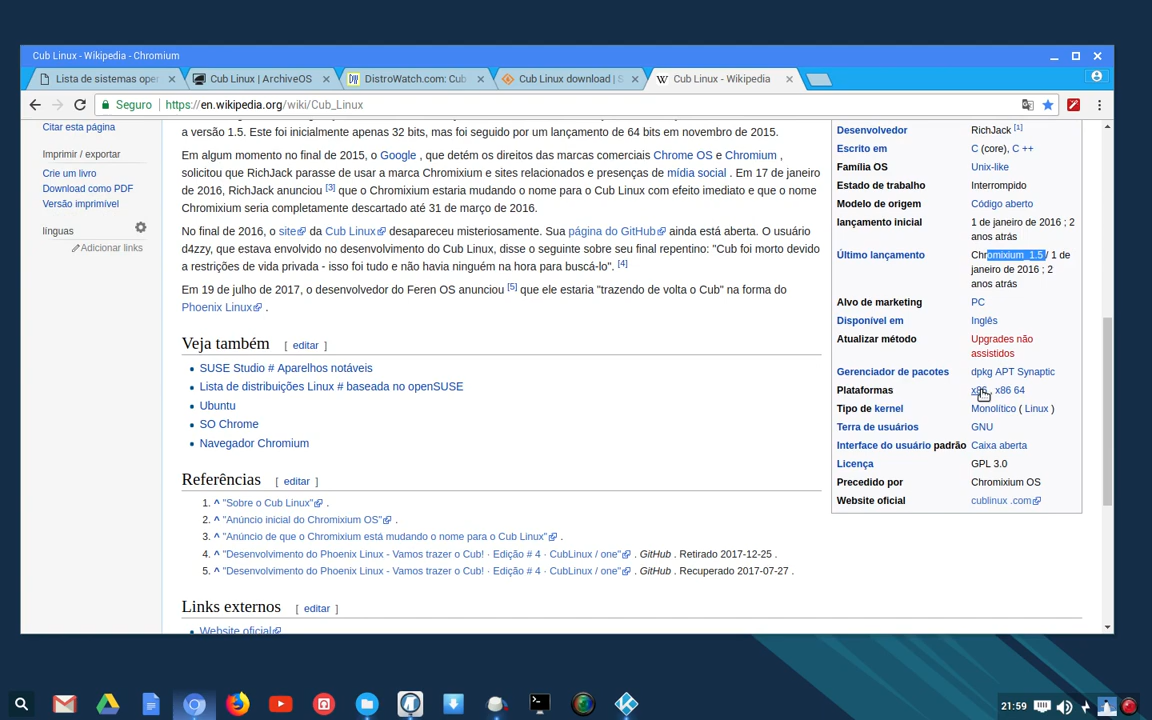 Cub Linux - Wikipedia - Chromium
Lista de sistemas oper
Cub Linux | ArchiveOS
DistroWatch.com: Cub
Cub Linux download | S
W Cub Linux - Wikipedia
Seguro https://en.wikipedia.org/wiki/Cub_Linux
Citar esta página
Imprimir / exportar
Crie um livro
Download como PDF
Versão imprimível
línguas
Adicionar links
a versão 1.5. Este foi inicialmente apenas 32 bits, mas foi seguido por um lançamento de 64 bits em novembro de 2015.
Em algum momento no final de 2015, o Google , que detém os direitos das marcas comerciais Chrome OS e Chromium ,
solicitou que RichJack parasse de usar a marca Chromixium e sites relacionados e presenças de mídia social . Em 17 de janeiro
de 2016, RichJack anunciou [3] que o Chromixium estaria mudando o nome para o Cub Linux com efeito imediato e que o nome
Chromixium seria completamente descartado até 31 de março de 2016.
No final de 2016, o site da Cub Linux desapareceu misteriosamente. Sua página do GitHub ainda está aberta. O usuário
d4zzy, que estava envolvido no desenvolvimento do Cub Linux, disse o seguinte sobre seu final repentino: "Cub foi morto devido
a restrições de vida privada - isso foi tudo e não havia ninguém na hora para buscá-lo". [4]
Em 19 de julho de 2017, o desenvolvedor do Feren OS anunciou [5] que ele estaria "trazendo de volta o Cub" na forma do
Phoenix Linux .
Veja também [ editar ]
SUSE Studio # Aparelhos notáveis
Lista de distribuições Linux # baseada no openSUSE
Ubuntu
SO Chrome
Navegador Chromium
Referências [ editar ]
1. ^ "Sobre o Cub Linux" .
2. ^ "Anúncio inicial do Chromixium OS" .
3. ^ "Anúncio de que o Chromixium está mudando o nome para o Cub Linux" .
4. ^ "Desenvolvimento do Phoenix Linux - Vamos trazer o Cub! · Edição # 4 · CubLinux / one" . GitHub . Retirado 2017-12-25 .
5. ^ "Desenvolvimento do Phoenix Linux - Vamos trazer o Cub! · Edição # 4 · CubLinux / one" . GitHub . Recuperado 2017-07-27 .
Links externos [ editar ]
Website oficial
Desenvolvedor RichJack [1]
Escrito em C (core), C ++
Família OS Unix-like
Estado de trabalho Interrompido
Modelo de origem Código aberto
lançamento inicial 1 de janeiro de 2016 ; 2
anos atrás
Último lançamento Chromixium 1.5 / 1 de
janeiro de 2016 ; 2
anos atrás
Alvo de marketing PC
Disponível em Inglês
Atualizar método Upgrades não
assistidos
Gerenciador de pacotes dpkg APT Synaptic
Plataformas x86 , x86 64
Tipo de kernel Monolítico ( Linux )
Terra de usuários GNU
Interface do usuário padrão Caixa aberta
Licença GPL 3.0
Precedido por Chromixium OS
Website oficial cublinux .com
21:59